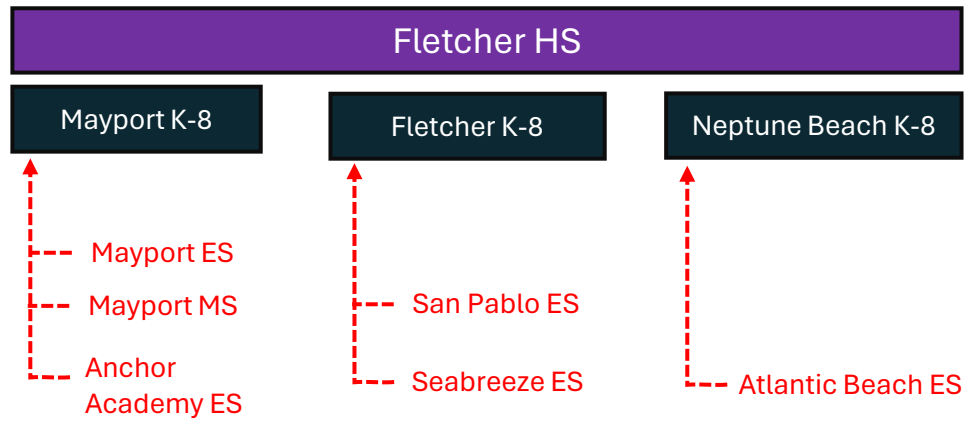 Fletcher HS
Mayport K-8
Fletcher K-8
Neptune Beach K-8
Mayport ES
Mayport MS
Anchor
Academy ES
San Pablo ES
Seabreeze ES
Atlantic Beach ES